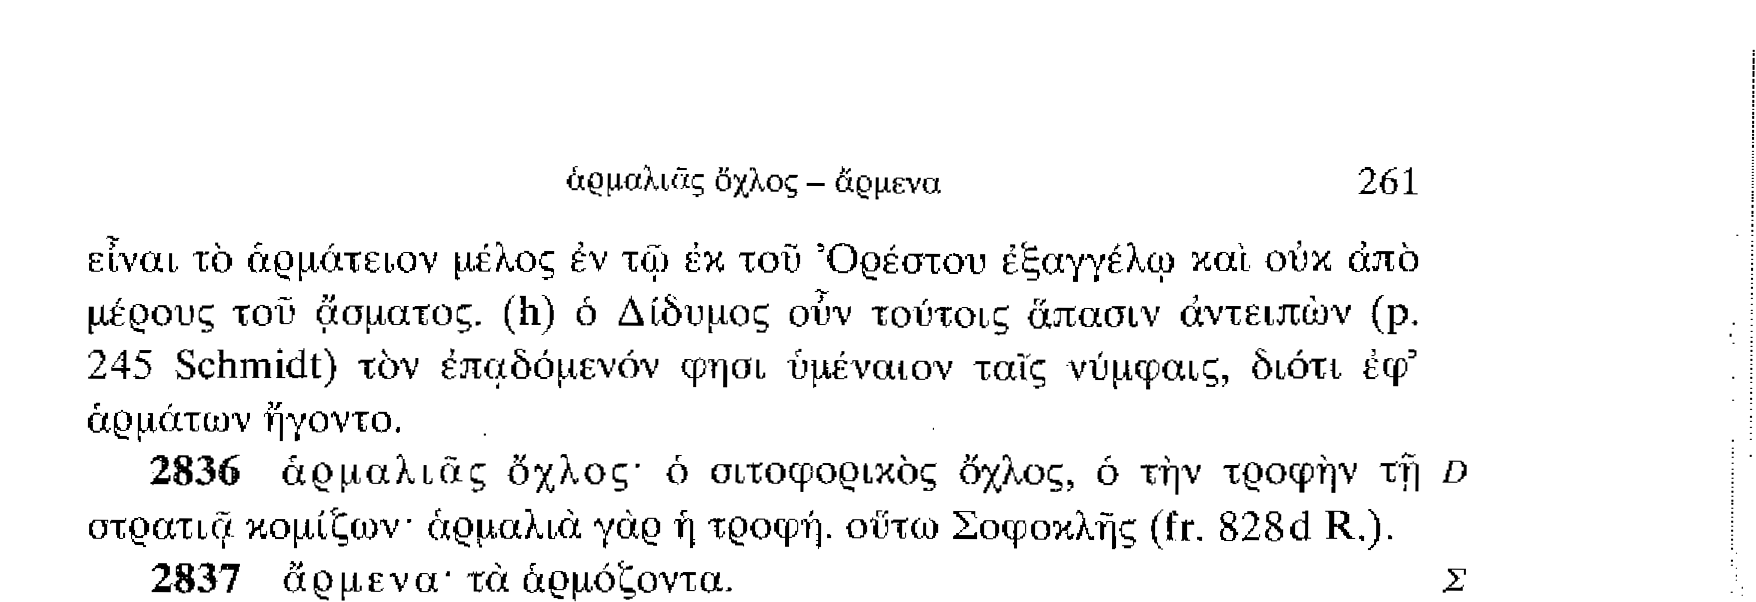 ἁρμαλιᾶς ὄχλος – ἄρμενα 261
εἶναι τὸ ἁρμάτειον μέλος ἐν τῷ ἐκ τοῦ Ὀρέστου ἐξαγγέλῳ καὶ οὐκ ἀπὸ
μέρους τοῦ ᾄσματος. (h) ὁ Δίδυμος οὖν τούτοις ἅπασιν ἀντειπὼν (p.
245 Schmidt) τὸν ἐπᾳδόμενόν φησι ὑμέναιον ταῖς νύμφαις, διότι ἐφ’
ἁρμάτων ἤγοντο.
2836 ἁρμαλιᾶς ὄχλος· ὁ σιτοφορικὸς ὄχλος, ὁ τὴν τροφὴν τῇ D
στρατιᾷ κομίζων· ἁρμαλιὰ γὰρ ἡ τροφή. οὕτω Σοφοκλῆς (fr. 828d R.).
2837 ἄρμενα· τὰ ἁρμόζοντα. Σ